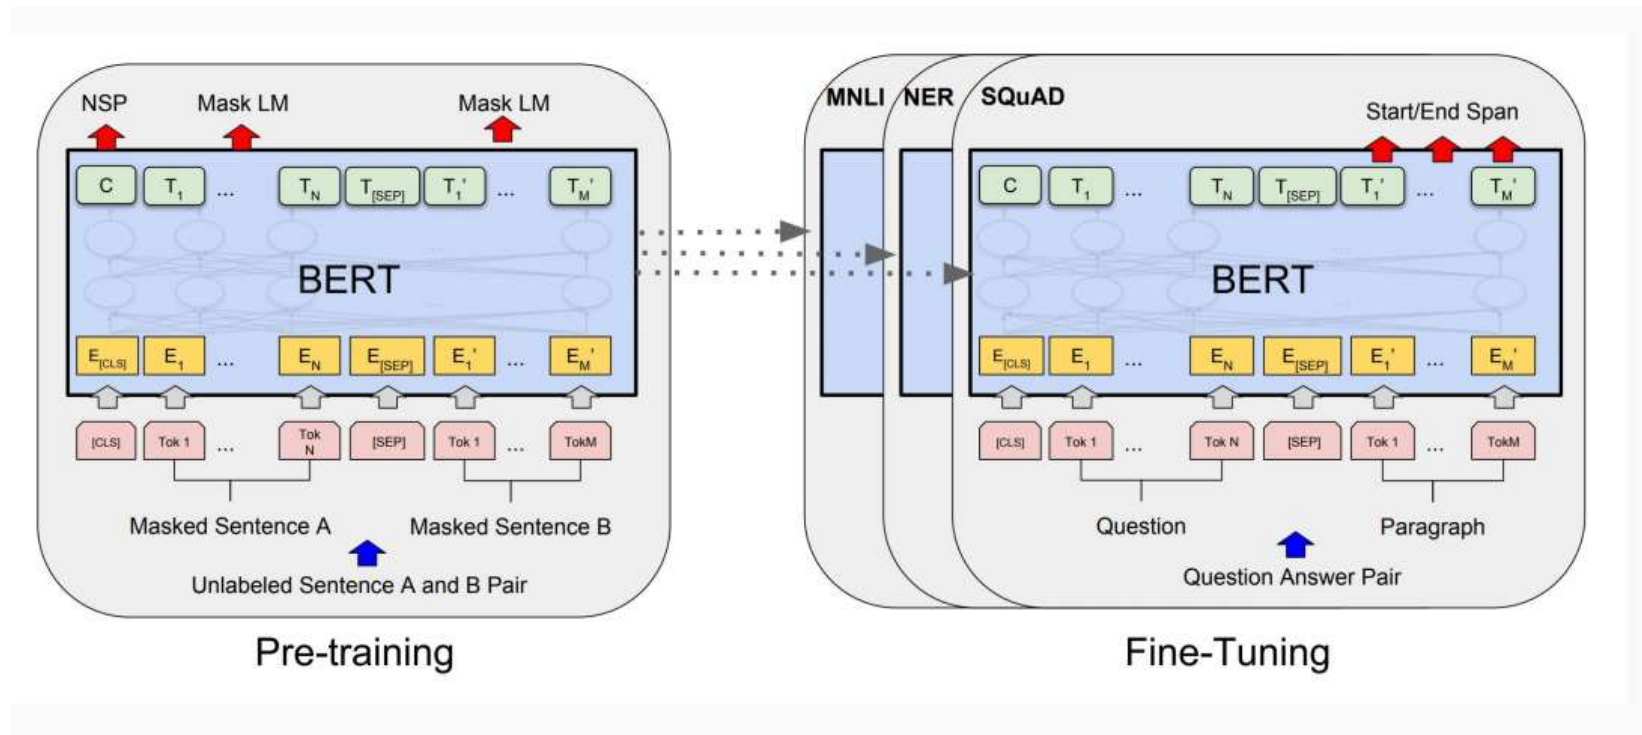 NSP Mask LM Mask LM
C T1 ... TN T[SEP] T1' ... TM'
BERT
E[CLS] E1 ... EN E[SEP] E1' ... EM'
[CLS] Tok 1 ... Tok N [SEP] Tok 1 ... TokM
Masked Sentence A Masked Sentence B
Unlabeled Sentence A and B Pair
Pre-training
MNLI NER SQuAD
Start/End Span
C T1 ... TN T[SEP] T1' ... TM'
BERT
E[CLS] E1 ... EN E[SEP] E1' ... EM'
[CLS] Tok 1 ... Tok N [SEP] Tok 1 ... TokM
Question Paragraph
Question Answer Pair
Fine-Tuning